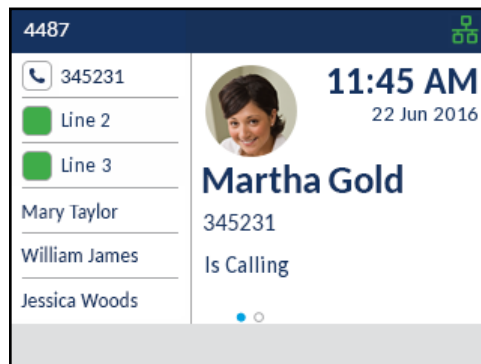 4487
345231
Line 2
Line 3
Mary Taylor
William James
Jessica Woods
11:45 AM
22 Jun 2016
Martha Gold
345231
Is Calling